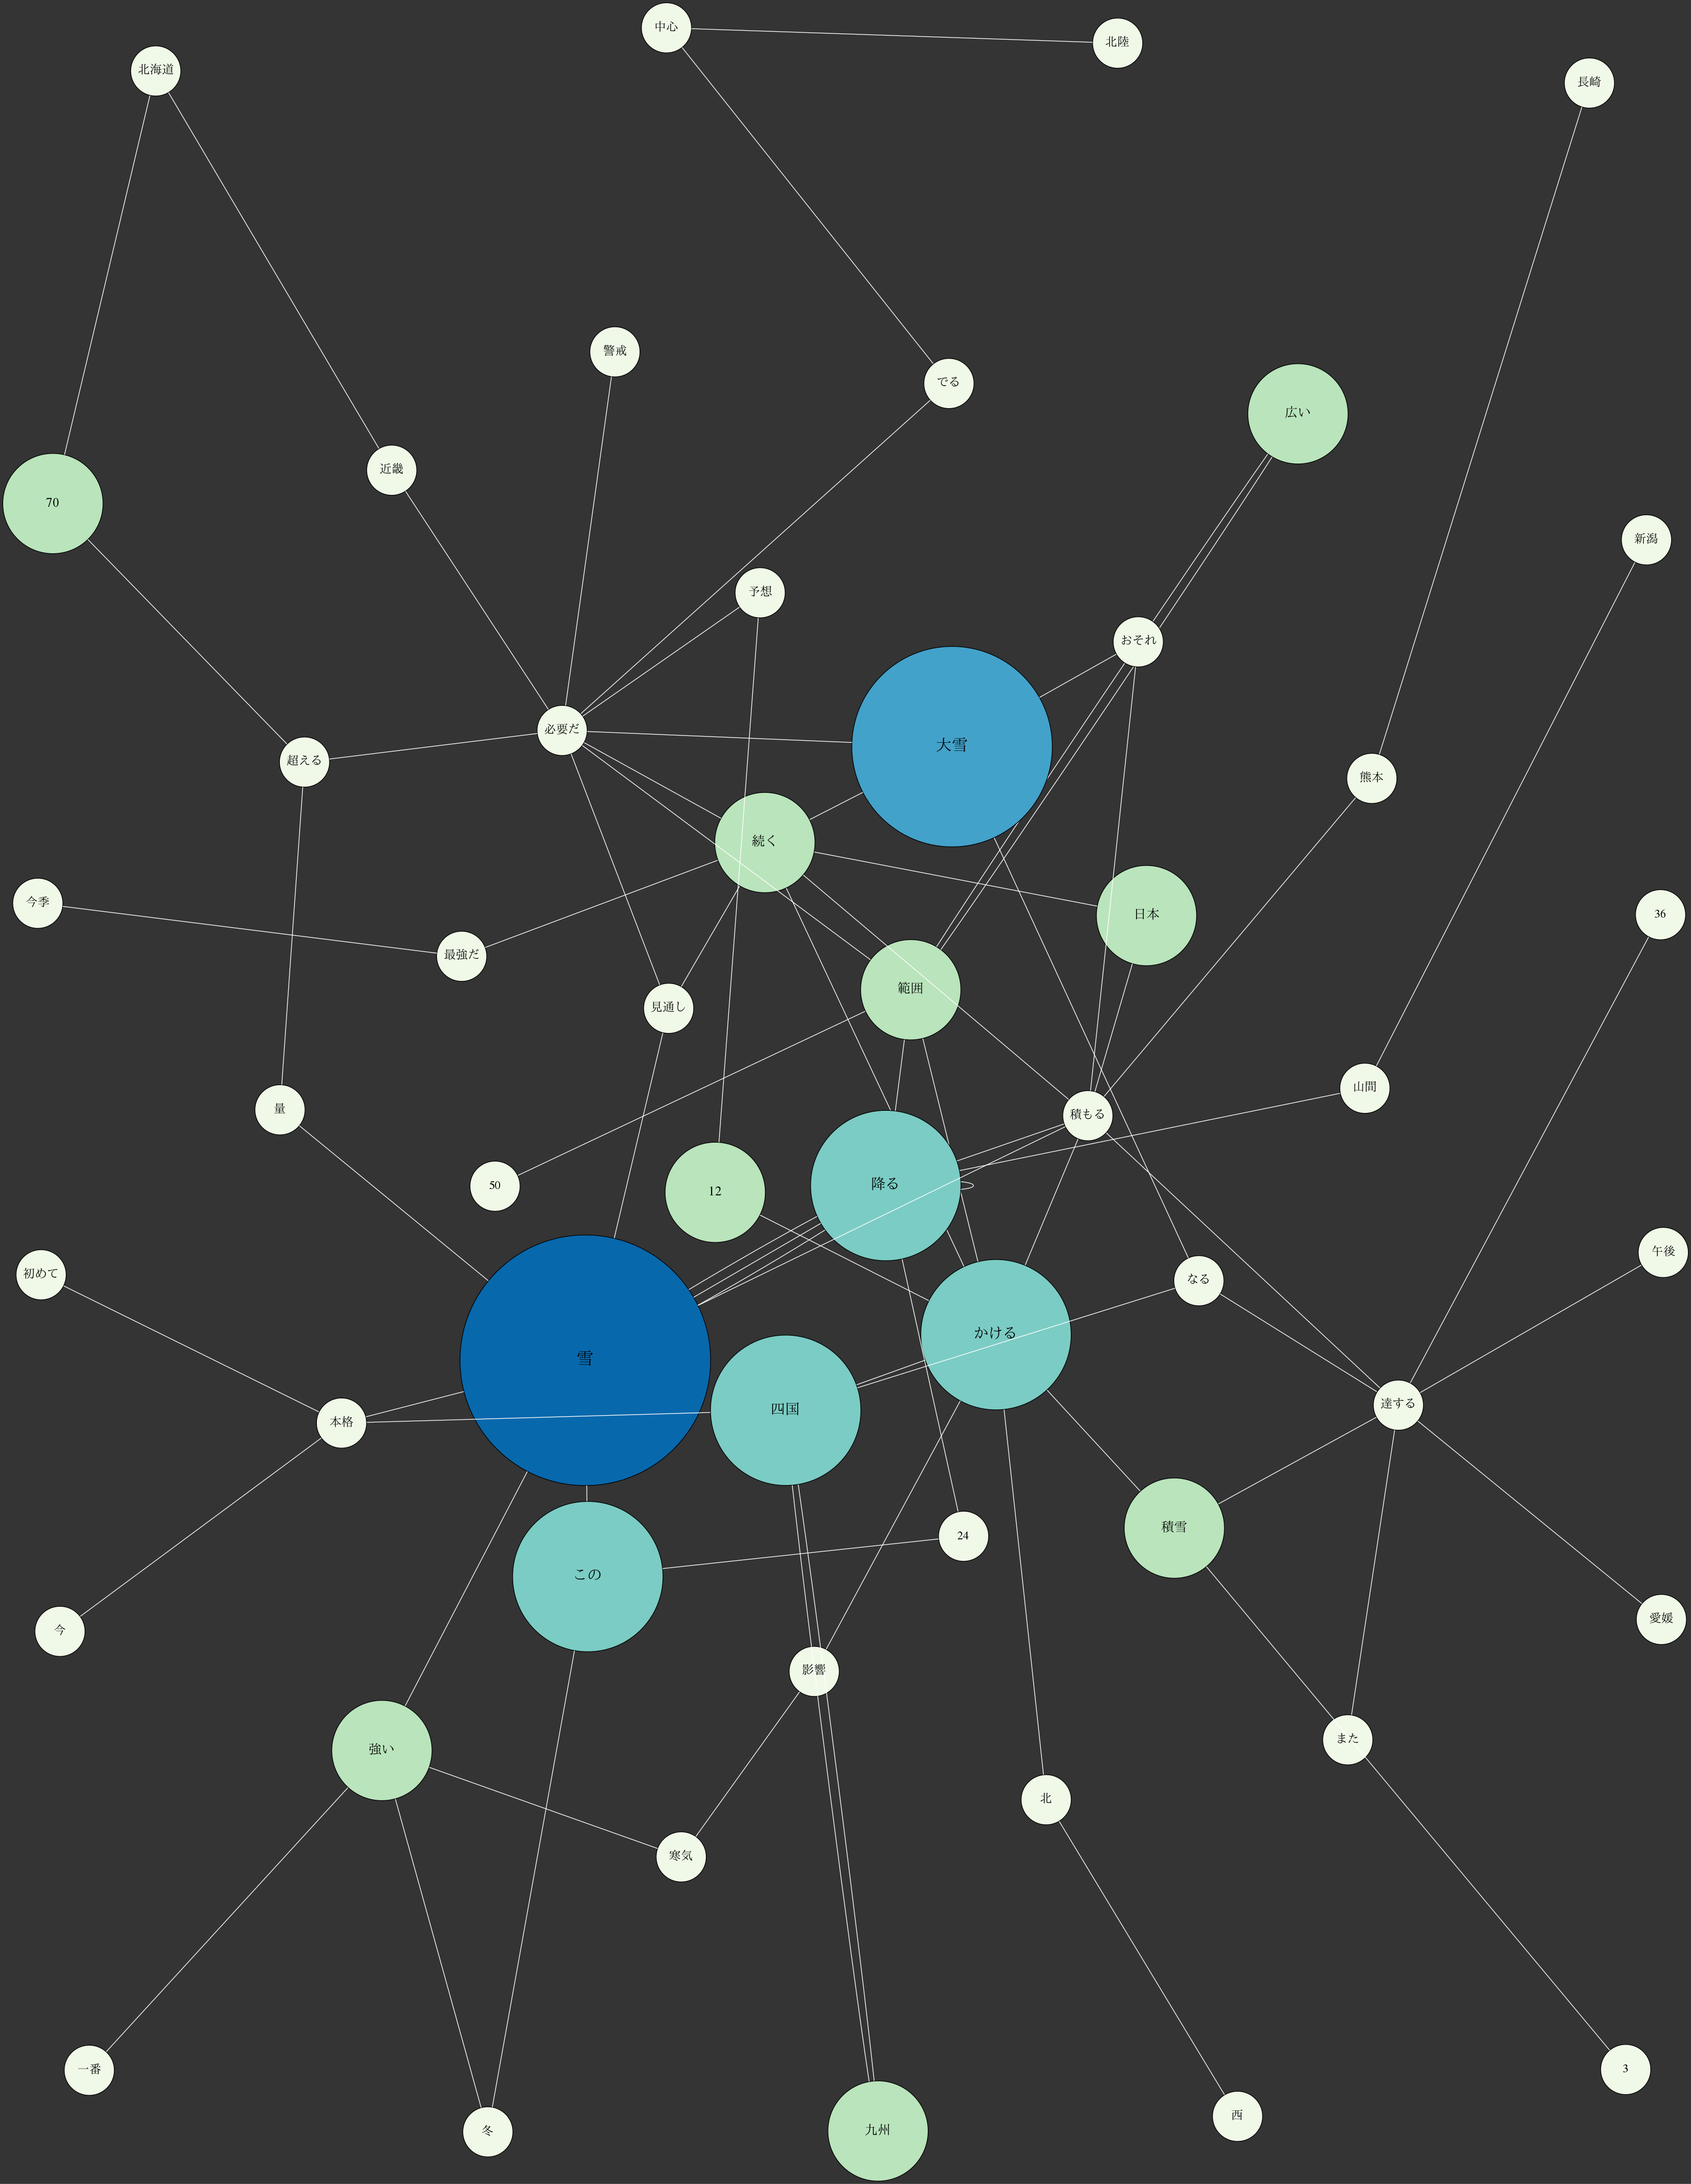 中心
北陸
北海道
長崎
警戒
でる
広い
近畿
70
新潟
予想
おそれ
必要だ
大雪
超える
熊本
続く
今季
日本
36
最強だ
範囲
見通し
山間
量
積もる
50
降る
12
午後
初めて
なる
かける
雪
達する
四国
本格
積雪
24
この
愛媛
今
影響
また
強い
北
寒気
3
一番
西
九州
冬